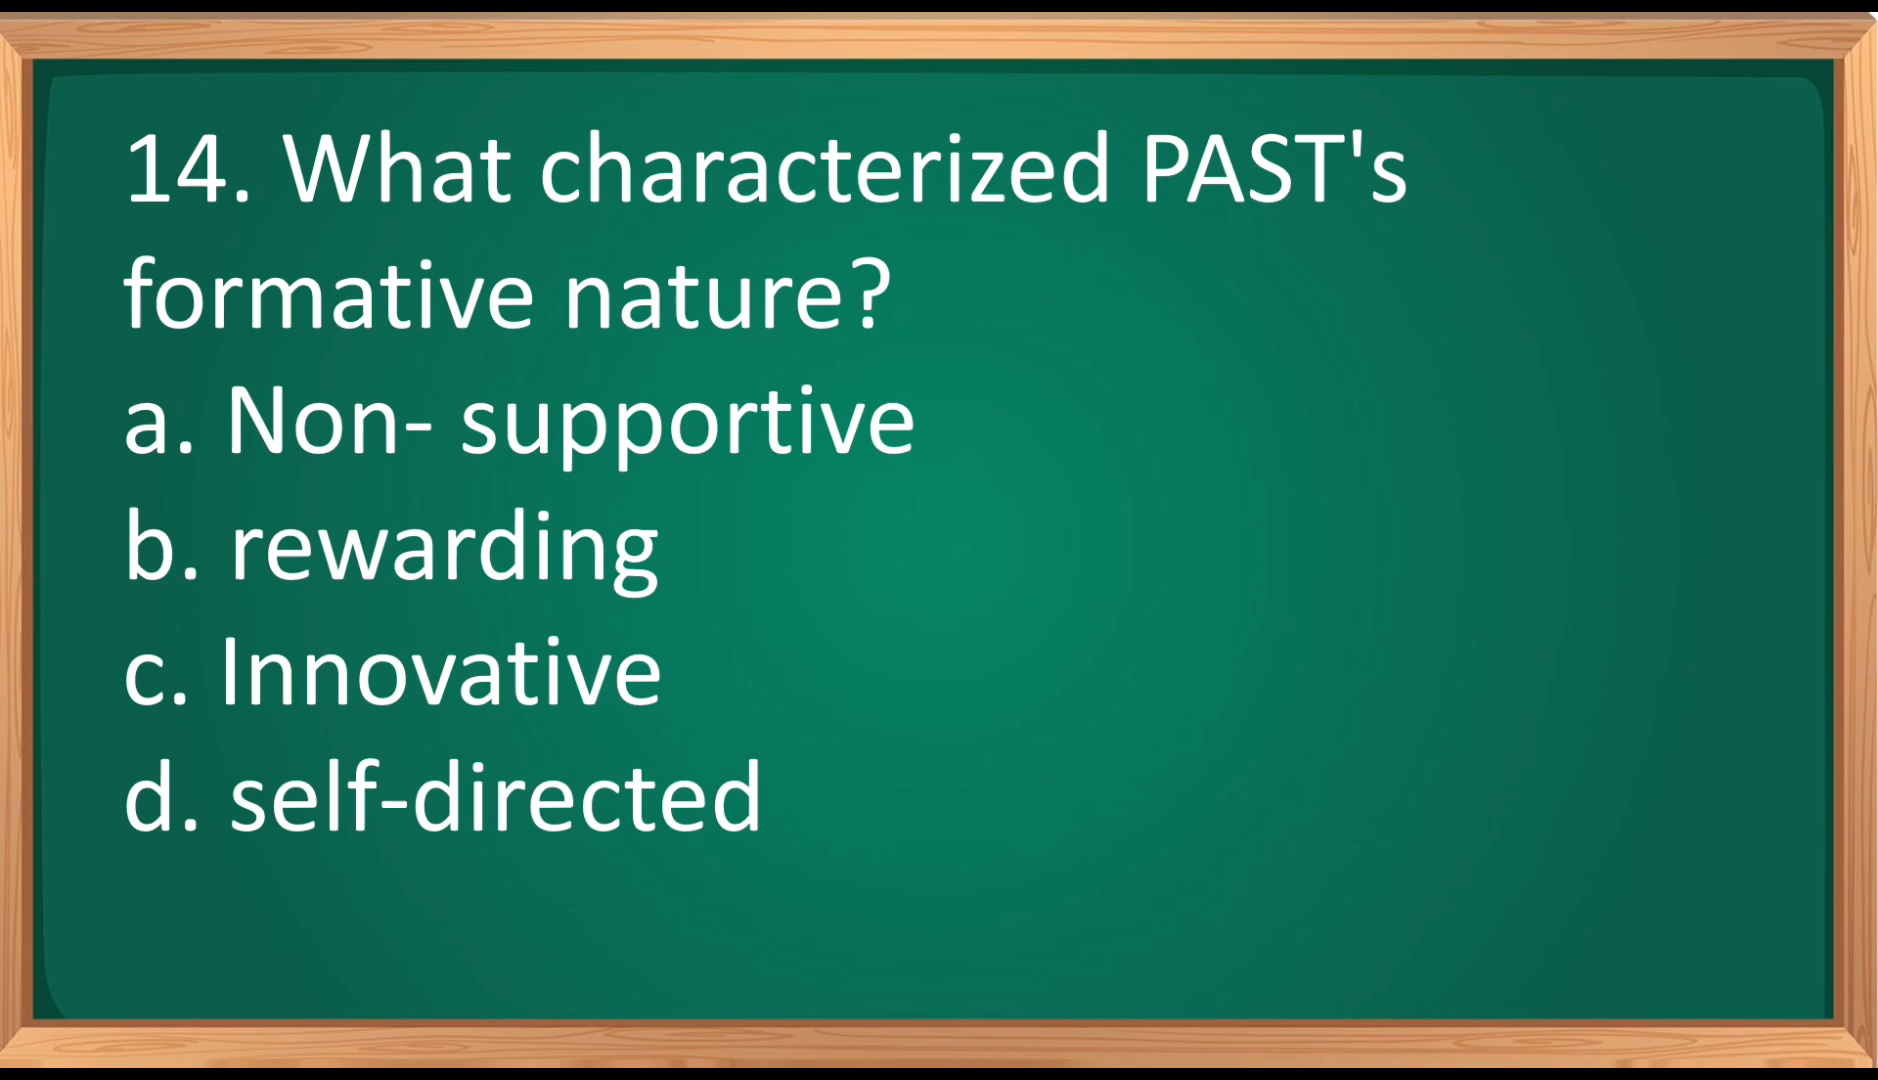 14. What characterized PAST's
formative nature?
a. Non- supportive
b. rewarding
c. Innovative
d. self-directed